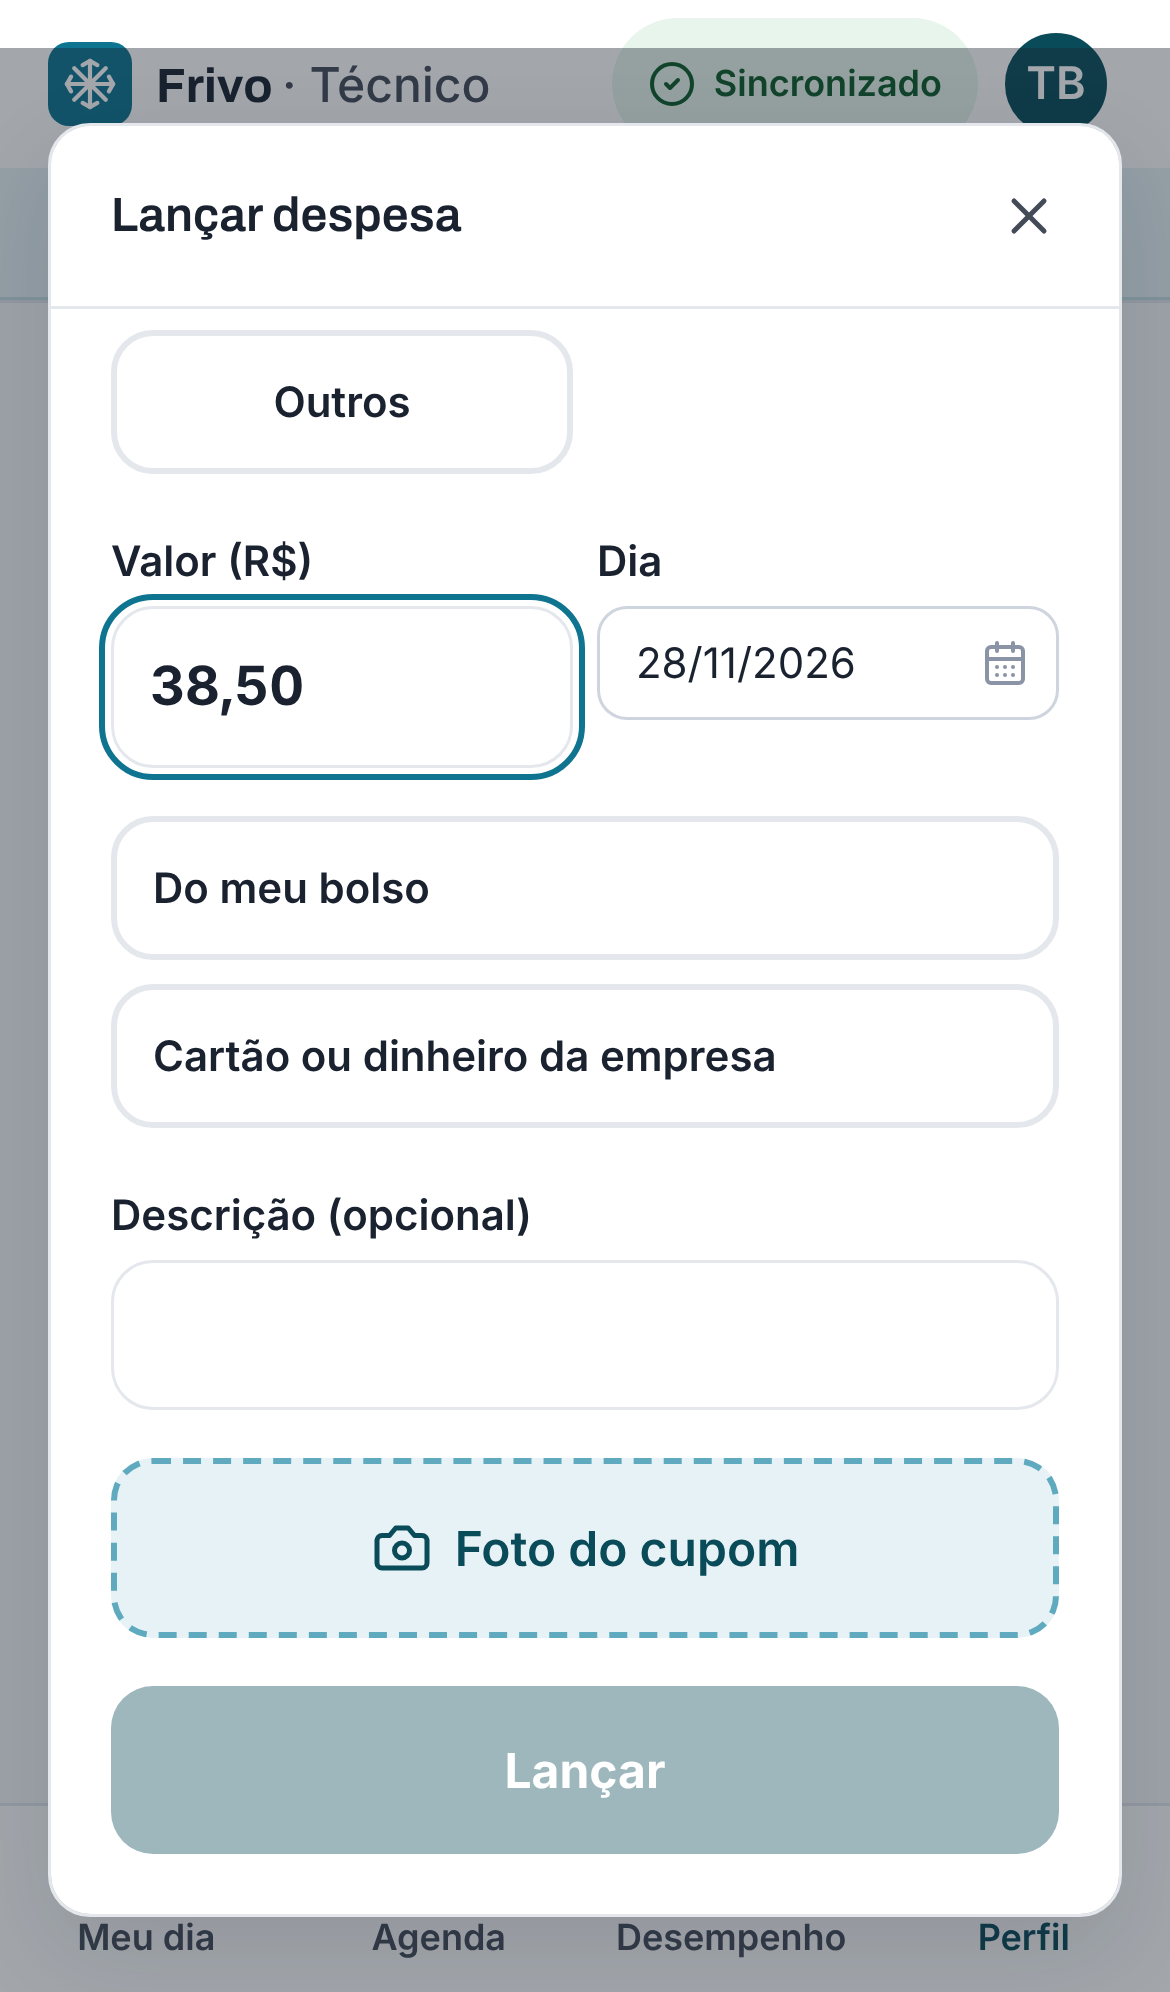 Frivo · Técnico
Sincronizado
TB
Lançar despesa
Outros
Valor (R$)
Dia
38,50
28/11/2026
Do meu bolso
Cartão ou dinheiro da empresa
Descrição (opcional)
Foto do cupom
Lançar
Meu dia
Agenda
Desempenho
Perfil